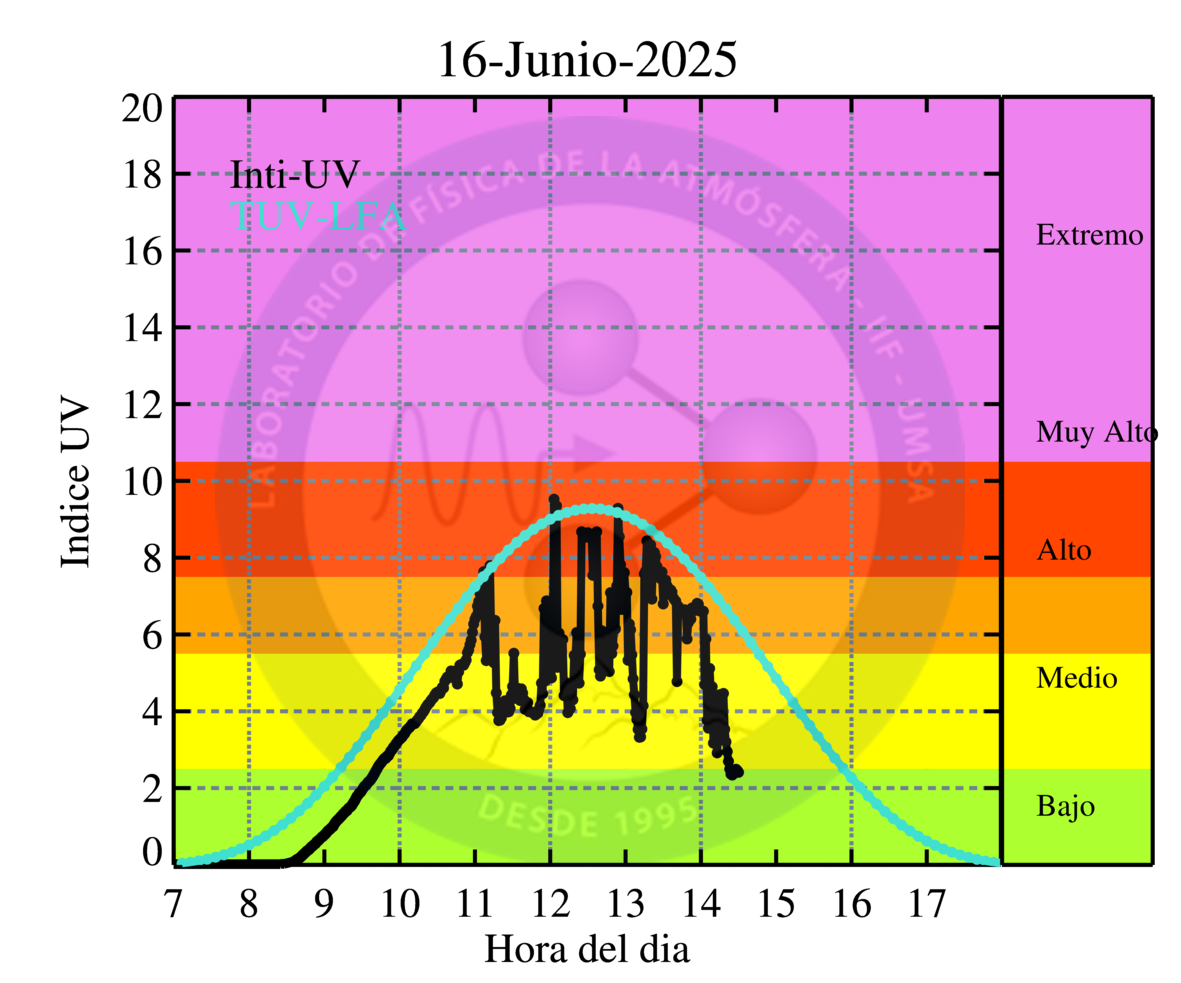 16-Junio-2025
20
18
16
14
12
10
8
6
4
2
0
Indice UV
Inti-UV
TUV-LFA
LABORATORIO DE FÍSICA DE LA ATMÓSFERA - IIF - UMSA
DESDE 1995
Extremo
Muy Alto
Alto
Medio
Bajo
7 8 9 10 11 12 13 14 15 16 17
Hora del dia